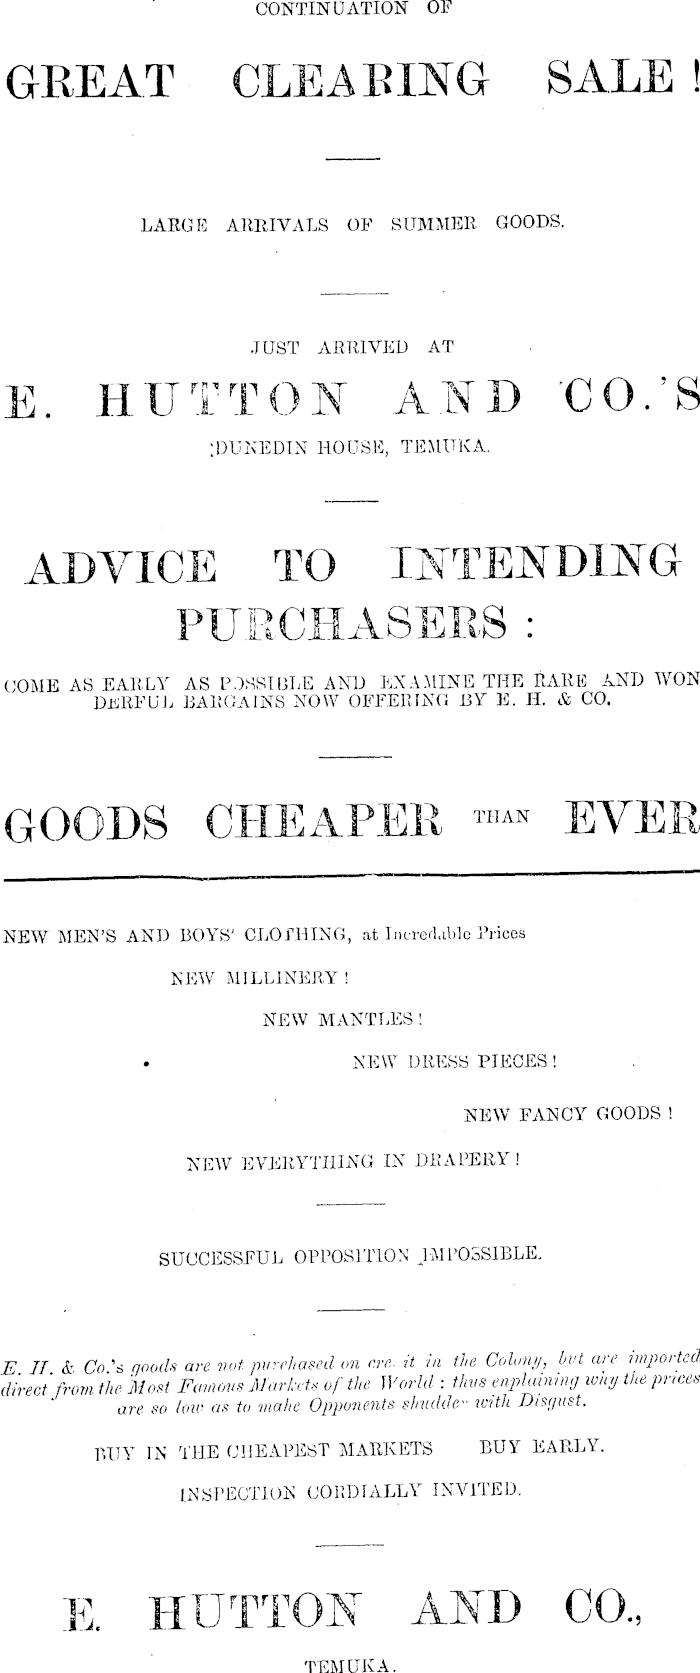 CONTINUATION OF
GREAT CLEARING SALE!
LARGE ARRIVALS OF SUMMER GOODS.
JUST ARRIVED AT
E. HUTTON AND CO.'S
DUNEDIN HOUSE, TEMUKA.
ADVICE TO INTENDING
PURCHASERS:
COME AS EARLY AS POSSIBLE AND EXAMINE THE RARE AND WON
DERFUL BARGAINS NOW OFFERING BY E. H. & CO.
GOODS CHEAPER THAN EVER
NEW MEN'S AND BOYS' CLOTHING, at Incredable Prices
NEW MILLINERY!
NEW MANTLES!
NEW DRESS PIECES!
NEW FANCY GOODS!
NEW EVERYTHING IN DRAPERY!
SUCCESSFUL OPPOSITION IMPOSSIBLE.
E. H. & Co.'s goods are not purchased on credit in the Colony, but are imported
direct from the Most Famous Markets of the World: thus enplaining why the prices
are so low as to make Opponents shudder with Disgust.
BUY IN THE CHEAPEST MARKETS BUY EARLY.
INSPECTION CORDIALLY INVITED.
E. HUTTON AND CO.,
TEMUKA.